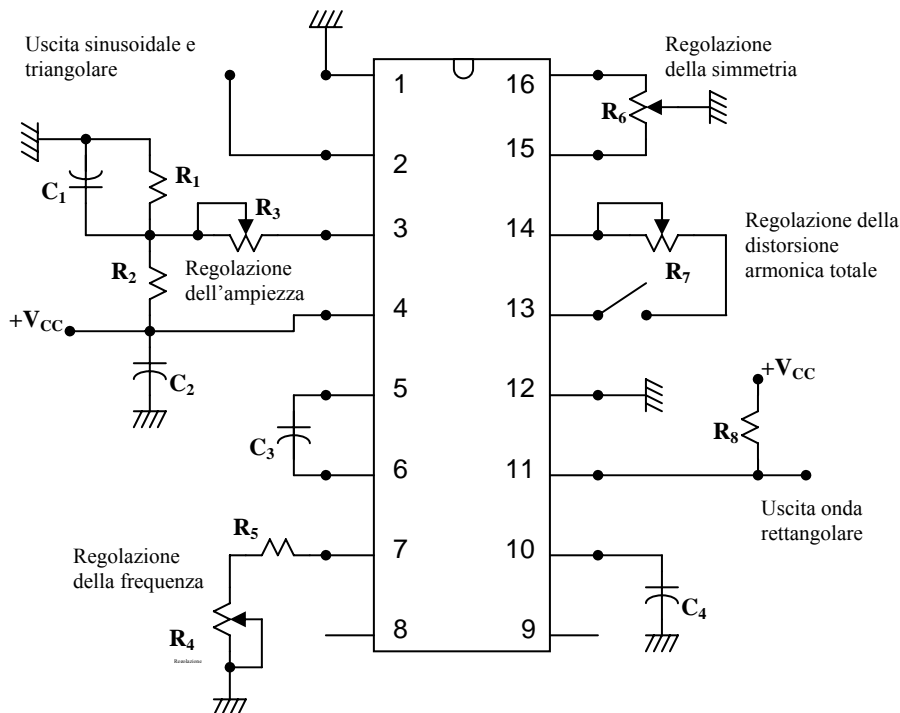 Uscita sinusoidale e
triangolare
Regolazione
della simmetria
1
16
R6
2
15
C1
R1
R3
3
14
Regolazione della
distorsione
armonica totale
R2
Regolazione
dell’ampiezza
R7
+VCC
4
13
C2
5
12
+VCC
C3
R8
6
11
Uscita onda
rettangolare
R5
Regolazione
della frequenza
7
10
C4
R4
8
9
Regolazione